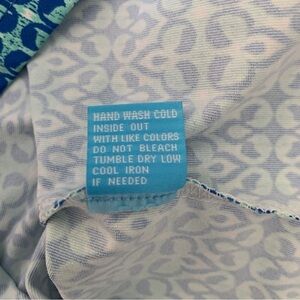 HAND WASH COLD
INSIDE OUT
WITH LIKE COLORS
DO NOT BLEACH
TUMBLE DRY LOW
COOL IRON
IF NEEDED